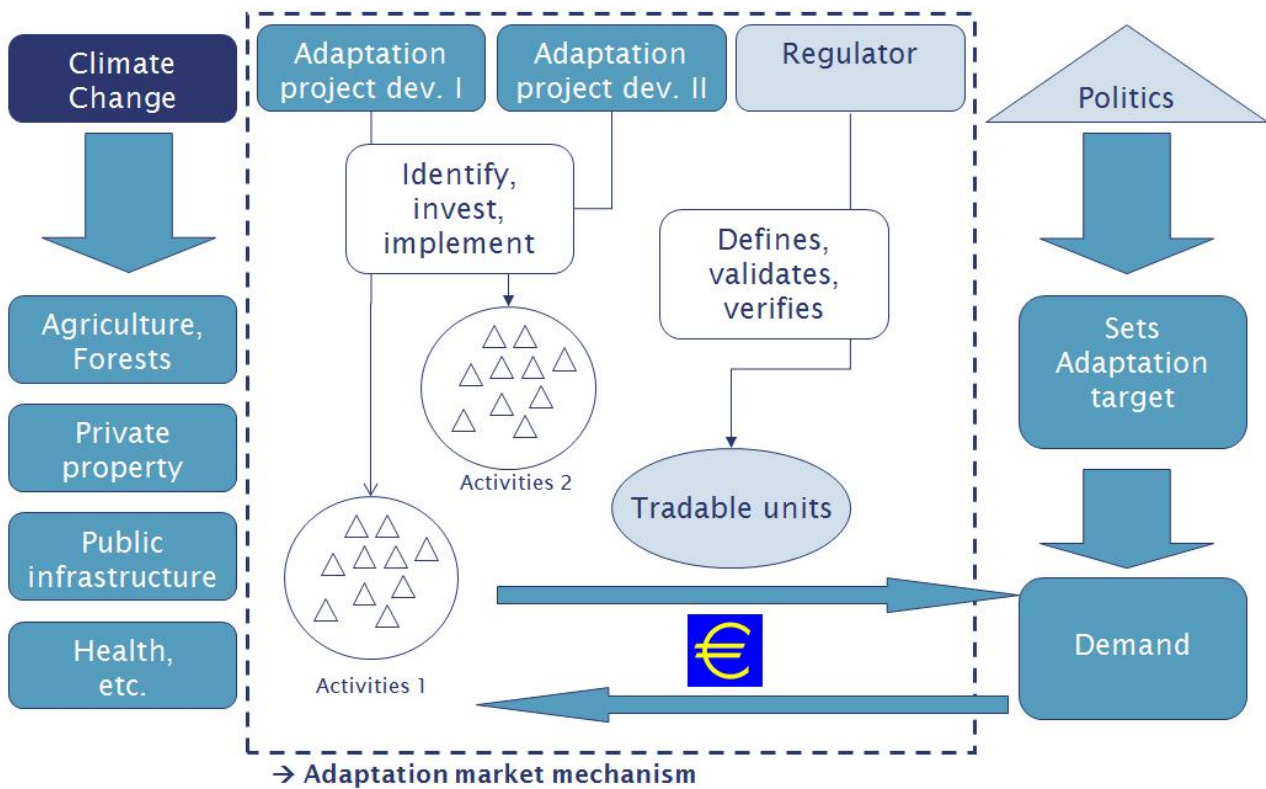 Climate
Change
Adaptation
project dev. I
Adaptation
project dev. II
Regulator
Politics
Identify,
invest,
implement
Defines,
validates,
verifies
Agriculture,
Forests
Private
property
Public
infrastructure
Health,
etc.
Activities 2
Activities 1
Tradable units
€
Sets
Adaptation
target
Demand
→ Adaptation market mechanism